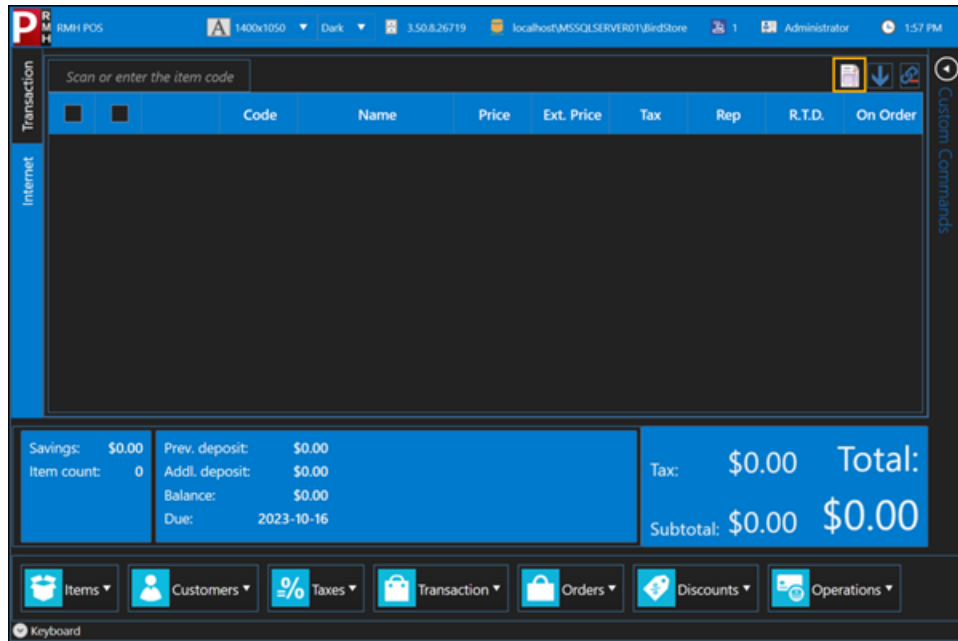 P RMH RMH POS A 1400x1050 Dark 3.50.8.26719 localhost\MSSQLSERVER01\BirdStore 1 Administrator 1:57 PM
Transaction
Internet
Scan or enter the item code
Code Name Price Ext. Price Tax Rep R.T.D. On Order
Custom Commands
Savings: $0.00
Item count: 0
Prev. deposit: $0.00
Addl. deposit: $0.00
Balance: $0.00
Due: 2023-10-16
Tax: $0.00
Subtotal: $0.00
Total:
$0.00
Items Customers Taxes Transaction Orders Discounts Operations
Keyboard